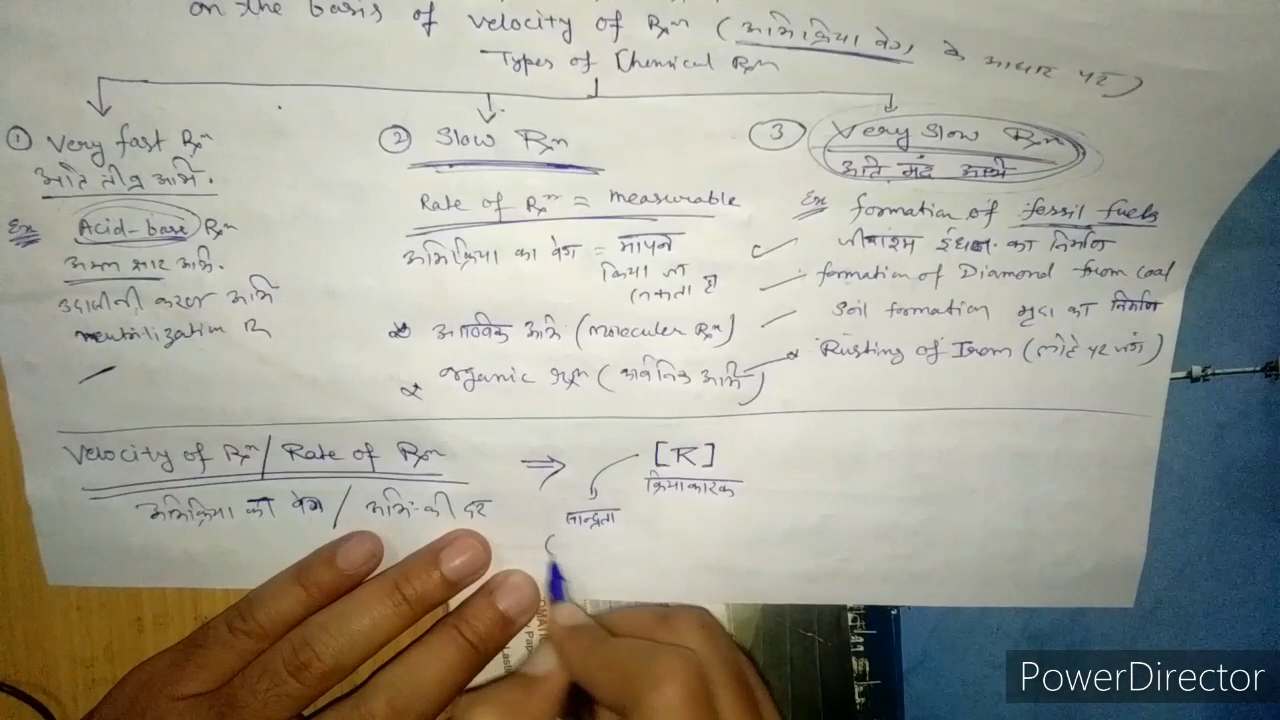 on the basis of velocity of Rxn (अभिक्रिया वेग के आधार पर)
Types of Chemical Rxn
① Very fast Rxn
अति तीव्र अभि.
Ex Acid-base Rxn
अम्ल क्षार अभि.
उदासीनीकरण अभि
neutrilization R
② Slow Rxn
Rate of Rxn = measurable
अभिक्रिया का वेग = मापन
किया जा
सकता है
आण्विक अभि (molecular Rxn)
organic rxn (कार्बनिक अभि)
③ Very slow Rxn
अति मंद अभि
Ex formation of fossil fuels
जीवाश्म ईंधन का निर्माण
formation of Diamond from coal
soil formation मृदा का निर्माण
Rusting of Iron (लोहे पर जंग)
Velocity of Rxn / Rate of Rxn ⇒ [R]
क्रियाकारक
अभिक्रिया का वेग / अभि. की दर
सान्द्रता
PowerDirector